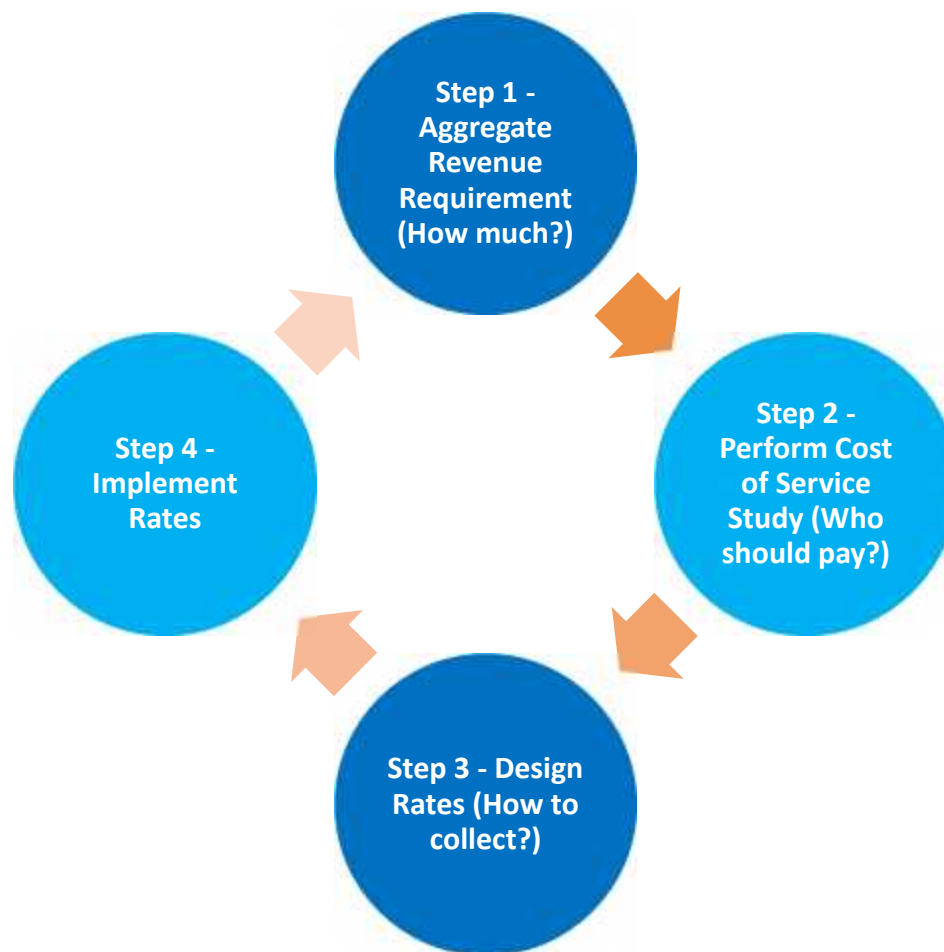 Step 1 -
Aggregate
Revenue
Requirement
(How much?)
Step 2 -
Perform Cost
of Service
Study (Who
should pay?)
Step 3 - Design
Rates (How to
collect?)
Step 4 -
Implement
Rates